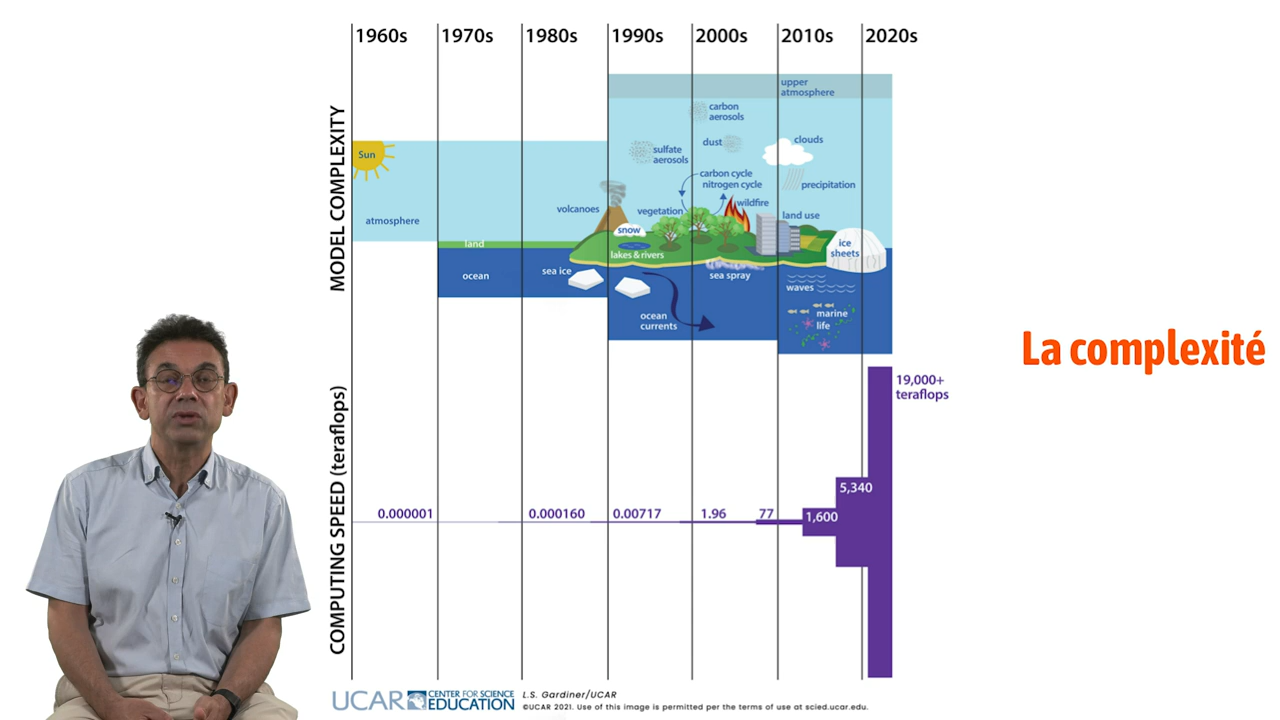 1960s
1970s
1980s
1990s
2000s
2010s
2020s
MODEL COMPLEXITY
upper
atmosphere
carbon
aerosols
Sun
sulfate
aerosols
dust
clouds
carbon cycle
nitrogen cycle
precipitation
volcanoes
vegetation
wildfire
atmosphere
snow
land use
land
lakes & rivers
ice
sheets
ocean
sea ice
sea spray
waves
ocean
currents
marine
life
La complexité
COMPUTING SPEED (teraflops)
19,000+
teraflops
5,340
0.000001
0.000160
0.00717
1.96
77
1,600
UCAR
CENTER FOR SCIENCE
EDUCATION
L.S. Gardiner/UCAR
©UCAR 2021. Use of this image is permitted per the terms of use at scied.ucar.edu.